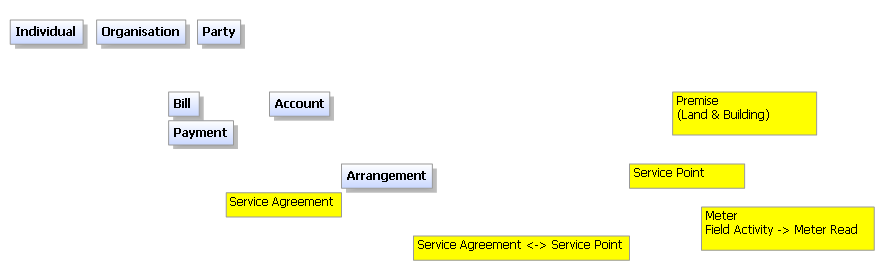 Individual
Organisation
Party
Bill
Account
Premise
(Land & Building)
Payment
Arrangement
Service Point
Service Agreement
Meter
Field Activity -> Meter Read
Service Agreement <-> Service Point